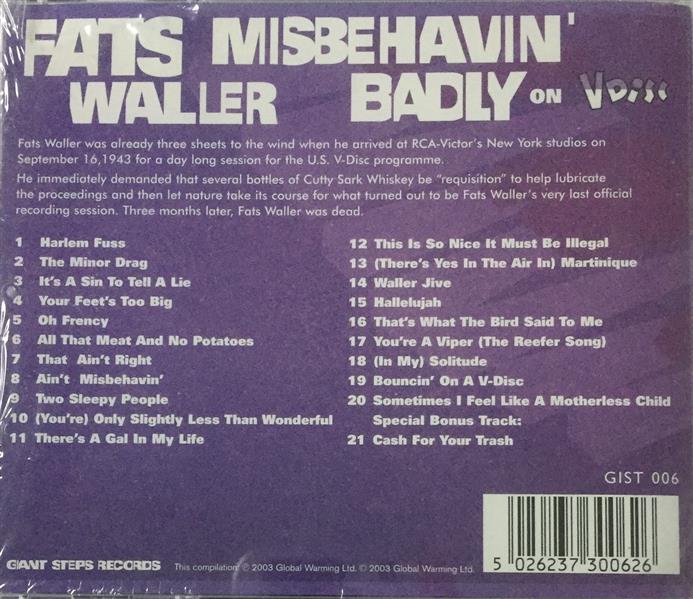 FATS MISBEHAVIN'
WALLER BADLY ON VDisc
Fats Waller was already three sheets to the wind when he arrived at RCA-Victor's New York studios on
September 16,1943 for a day long session for the U.S. V-Disc programme.
He immediately demanded that several bottles of Cutty Sark Whiskey be "requisition" to help lubricate
the proceedings and then let nature take its course for what turned out to be Fats Waller's very last official
recording session. Three months later, Fats Waller was dead.
1 Harlem Fuss
2 The Minor Drag
3 It's A Sin To Tell A Lie
4 Your Feet's Too Big
5 Oh Frency
6 All That Meat And No Potatoes
7 That Ain't Right
8 Ain't Misbehavin'
9 Two Sleepy People
10 (You're) Only Slightly Less Than Wonderful
11 There's A Gal In My Life
12 This Is So Nice It Must Be Illegal
13 (There's Yes In The Air In) Martinique
14 Waller Jive
15 Hallelujah
16 That's What The Bird Said To Me
17 You're A Viper (The Reefer Song)
18 (In My) Solitude
19 Bouncin' On A V-Disc
20 Sometimes I Feel Like A Motherless Child
Special Bonus Track:
21 Cash For Your Trash
GIST 006
5 026237 300626
GIANT STEPS RECORDS This compilation ℗ 2003 Global Warming Ltd. © 2003 Global Warming Ltd.